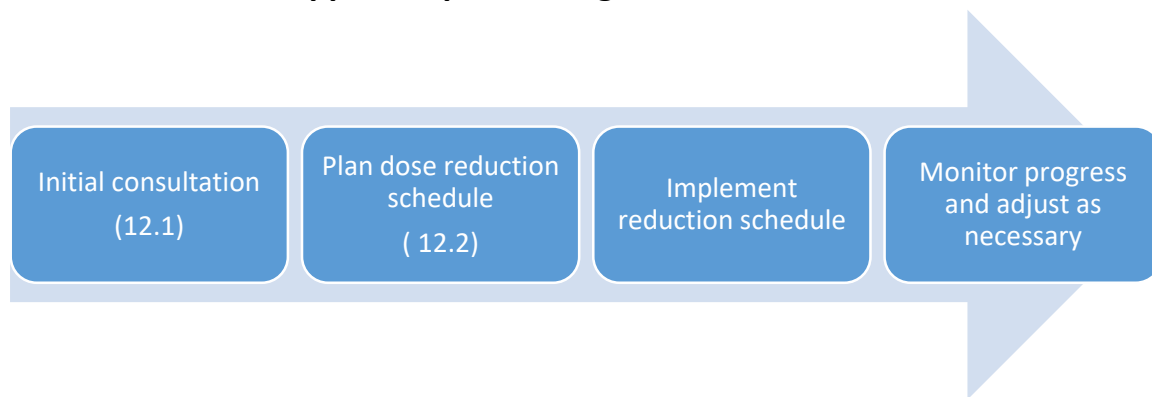 Initial consultation
(12.1)
Plan dose reduction
schedule
( 12.2)
Implement
reduction schedule
Monitor progress
and adjust as
necessary